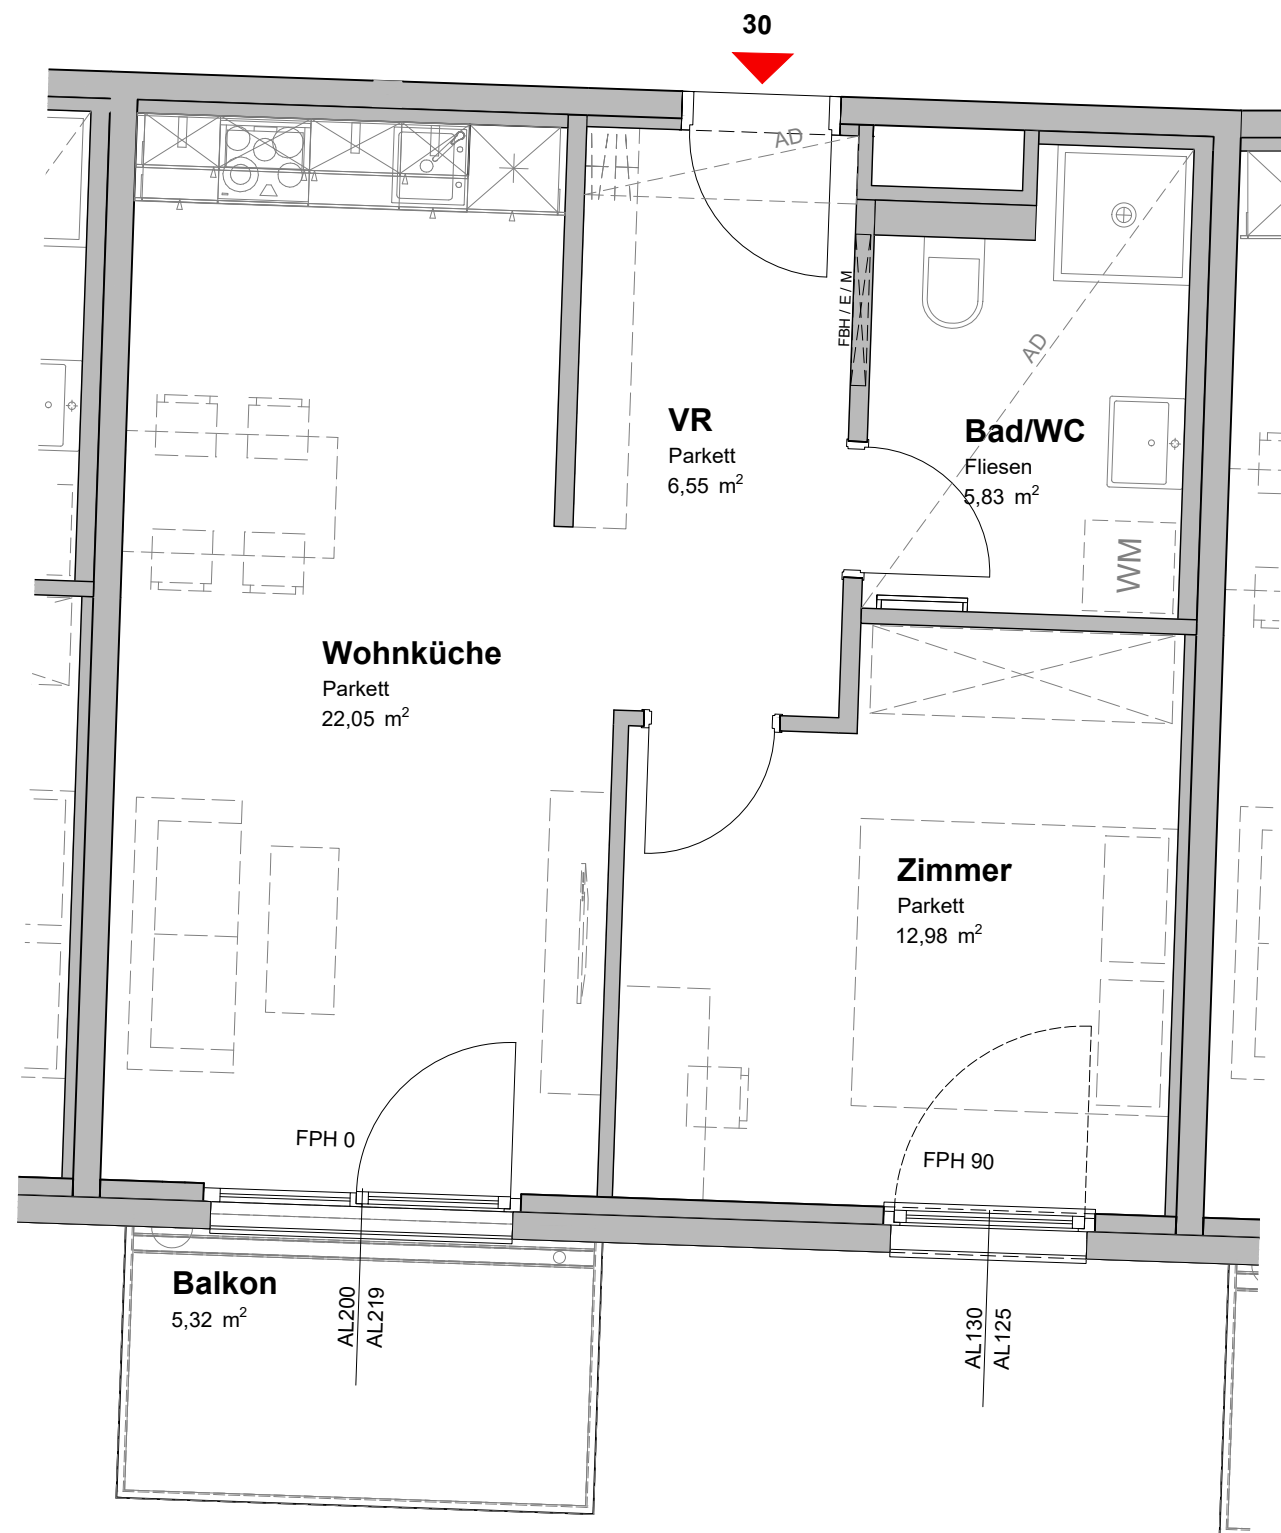 30
AD
FBH / E / M
AD
VR
Parkett
6,55 m²
Bad/WC
Fliesen
5,83 m²
WM
Wohnküche
Parkett
22,05 m²
Zimmer
Parkett
12,98 m²
FPH 0
FPH 90
Balkon
5,32 m²
AL200
AL219
AL130
AL125